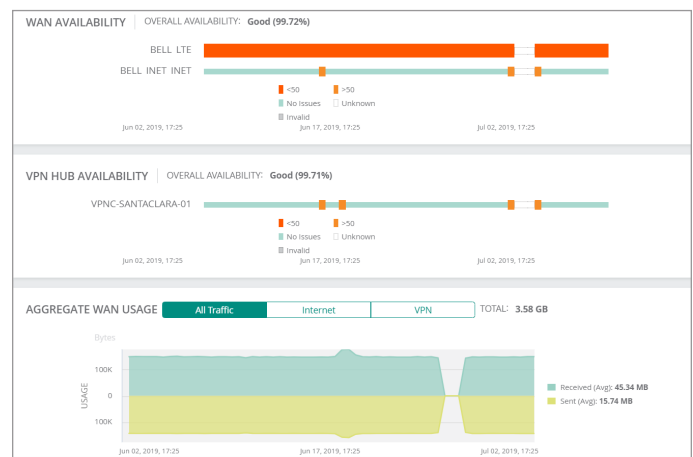 WAN AVAILABILITY OVERALL AVAILABILITY: Good (99.72%)
BELL LTE
BELL INET INET
<50 >50
No Issues Unknown
Invalid
Jun 02, 2019, 17:25 Jun 17, 2019, 17:25 Jul 02, 2019, 17:25
VPN HUB AVAILABILITY OVERALL AVAILABILITY: Good (99.71%)
VPNC-SANTACLARA-01
<50 >50
No Issues Unknown
Invalid
Jun 02, 2019, 17:25 Jun 17, 2019, 17:25 Jul 02, 2019, 17:25
AGGREGATE WAN USAGE All Traffic Internet VPN TOTAL: 3.58 GB
Bytes
100K
0
100K
USAGE
Received (Avg): 45.34 MB
Sent (Avg): 15.74 MB
Jun 02, 2019, 17:25 Jun 17, 2019, 17:25 Jul 02, 2019, 17:25